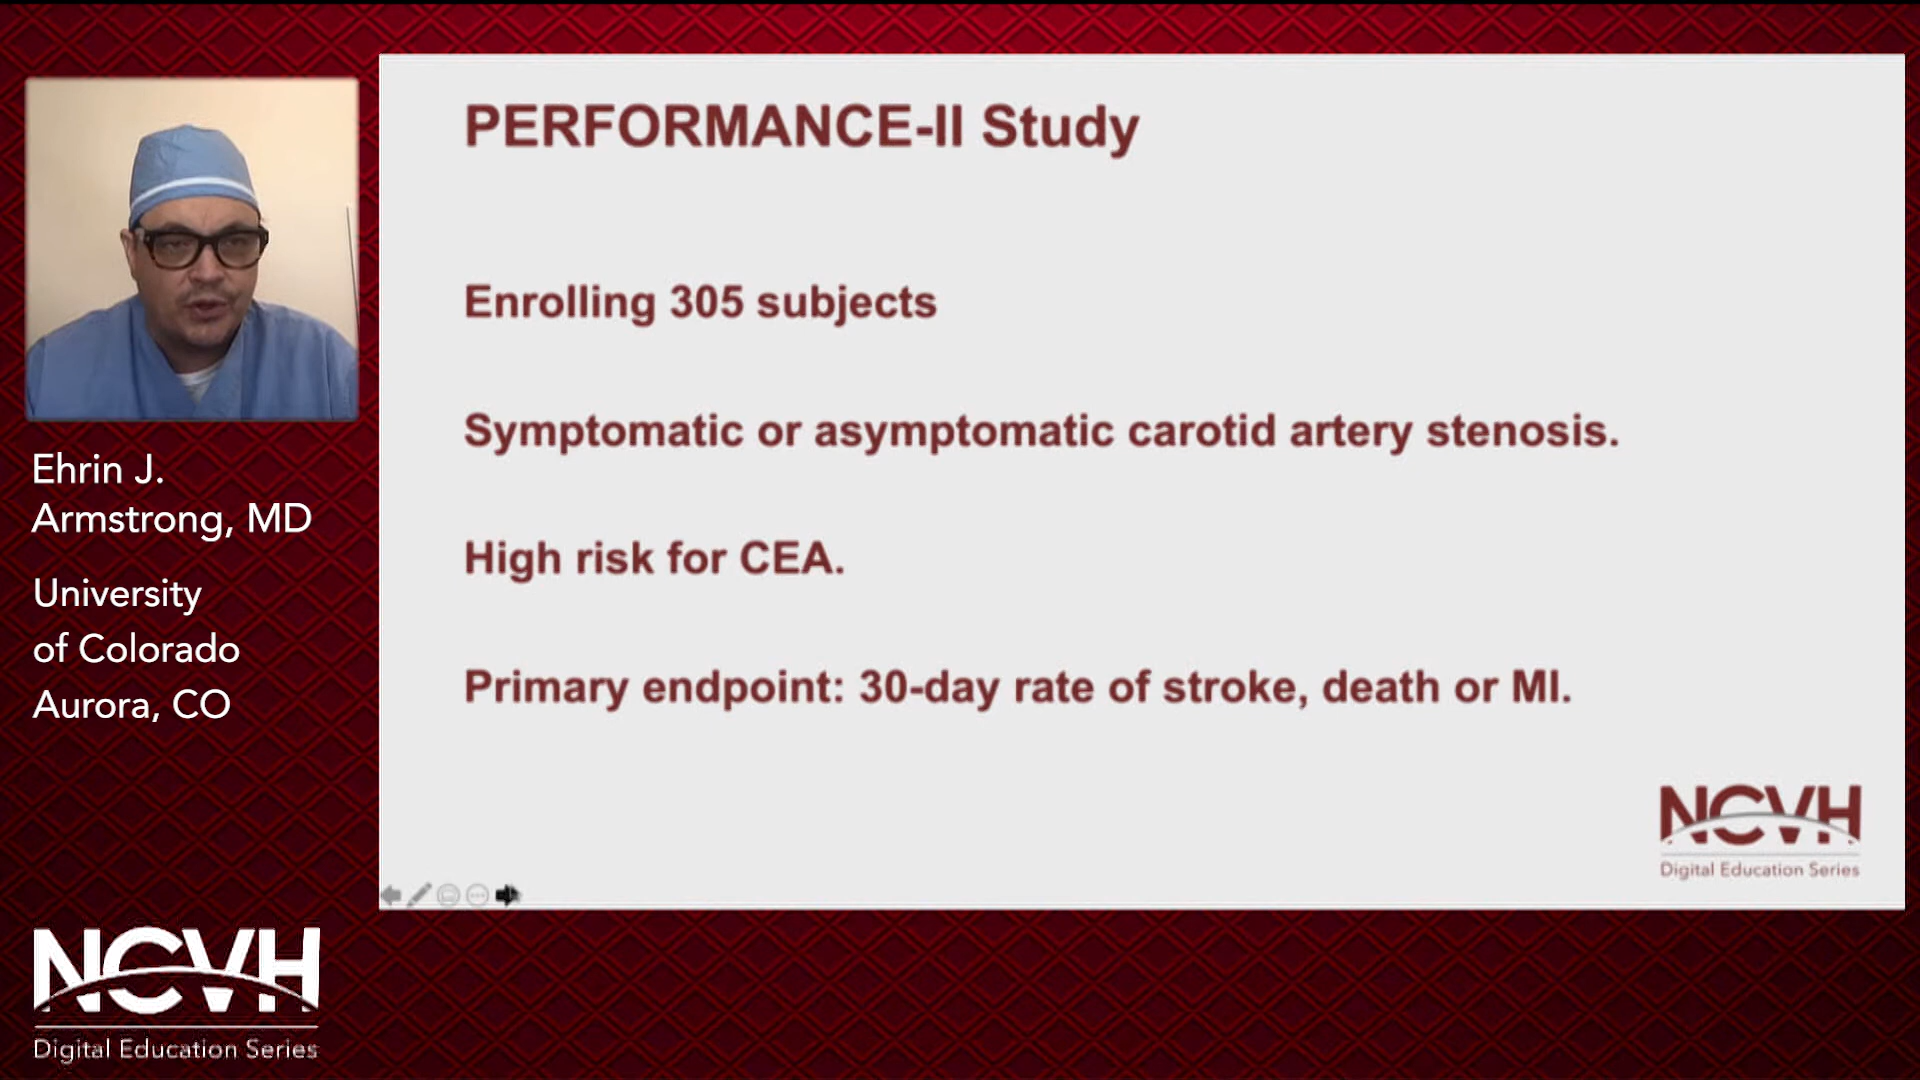 PERFORMANCE-II Study
Enrolling 305 subjects
Symptomatic or asymptomatic carotid artery stenosis.
High risk for CEA.
Primary endpoint: 30-day rate of stroke, death or MI.
NCVH
Digital Education Series
Ehrin J.
Armstrong, MD
University
of Colorado
Aurora, CO
NCVH
Digital Education Series